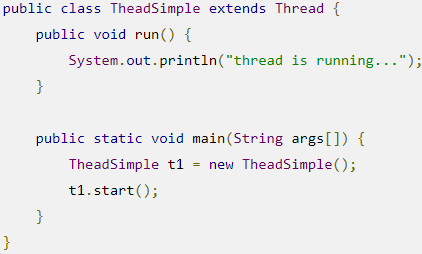 public class TheadSimple extends Thread {
    public void run() {
        System.out.println("thread is running...");
    }

    public static void main(String args[]) {
        TheadSimple t1 = new TheadSimple();
        t1.start();
    }
}